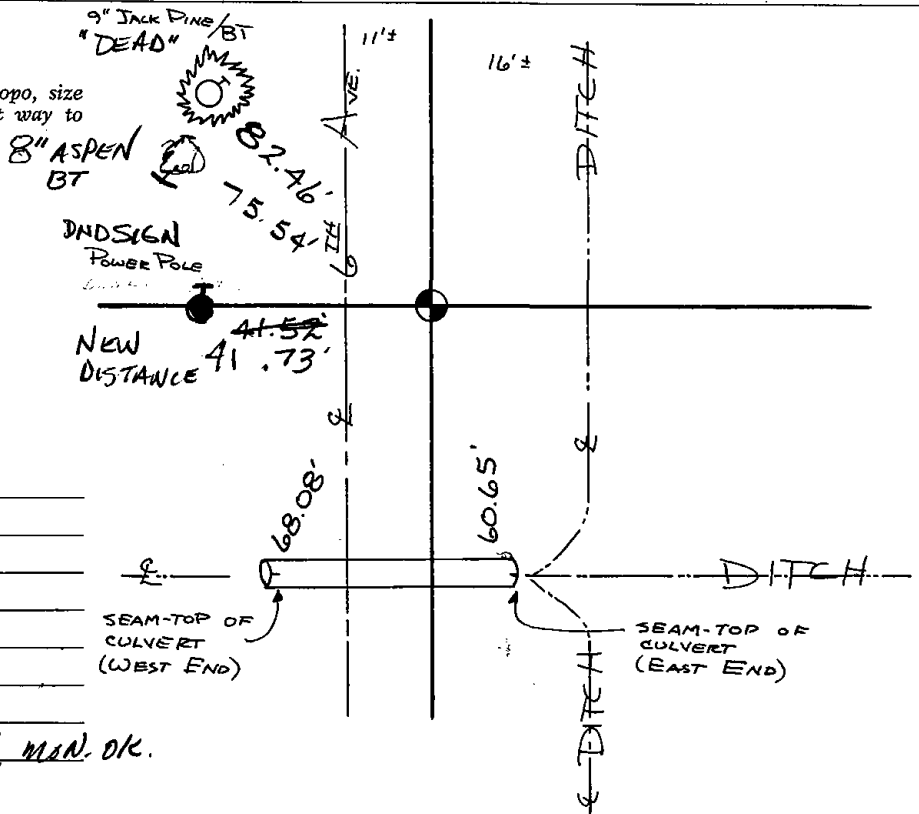 9" JACK PINE/BT
"DEAD"
11'±
16'±
opo, size
t way to
8" ASPEN
BT
82.46'
75.54'
6TH AVE.
DITCH
DNDSIGN
POWER POLE
41.52'
NEW
DISTANCE 41.73'
℄
℄
68.08'
60.65'
℄
DITCH
SEAM-TOP OF
CULVERT
(WEST END)
SEAM-TOP OF
CULVERT
(EAST END)
℄ DITCH
MON. OK.